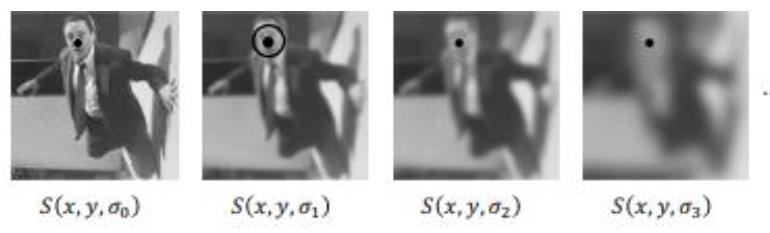 S(x, y, σ₀) S(x, y, σ₁) S(x, y, σ₂) S(x, y, σ₃)